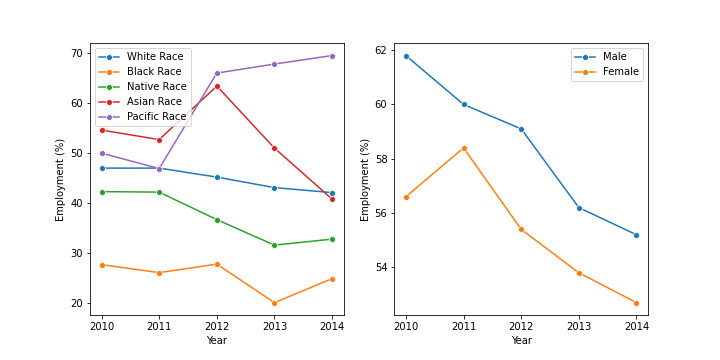 White Race
Black Race
Native Race
Asian Race
Pacific Race
70
60
50
40
30
20
Employment (%)
2010 2011 2012 2013 2014
Year
Male
Female
62
60
58
56
54
Employment (%)
2010 2011 2012 2013 2014
Year